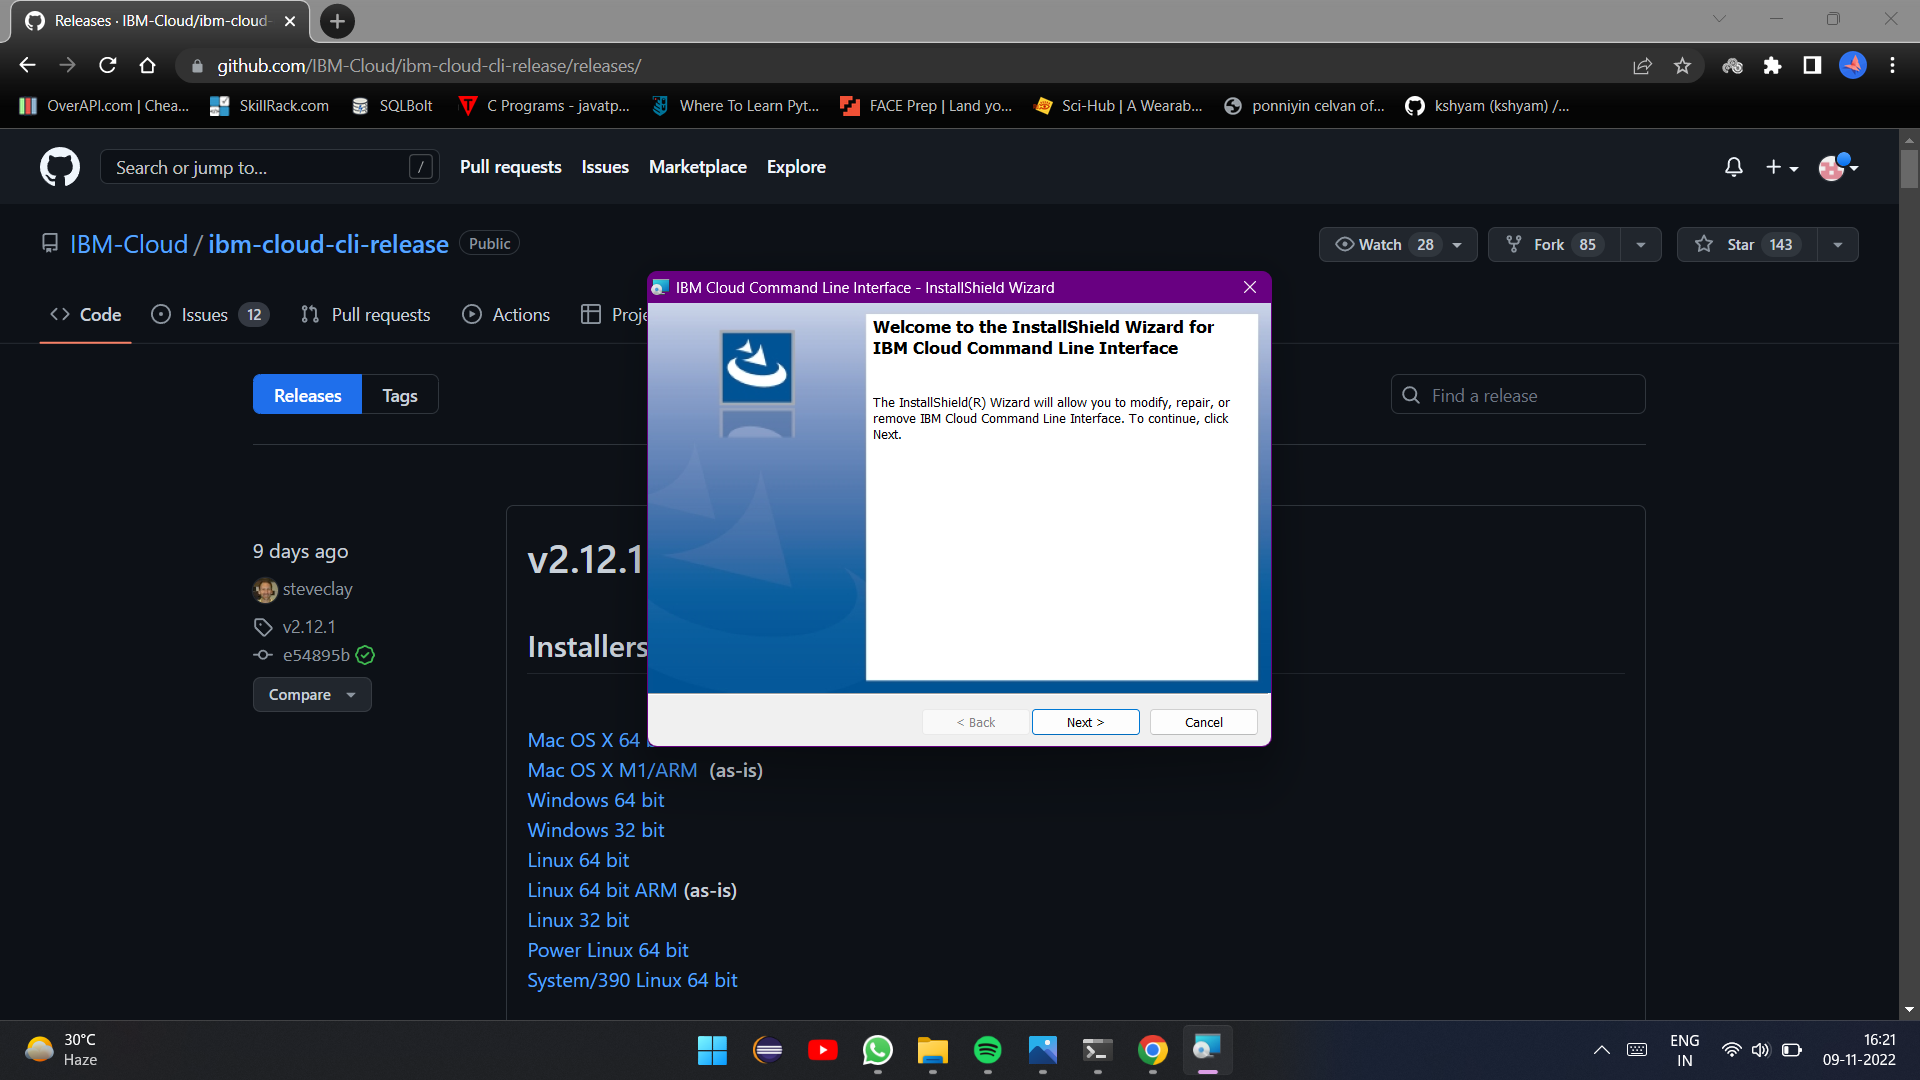 Releases · IBM-Cloud/ibm-cloud-
github.com/IBM-Cloud/ibm-cloud-cli-release/releases/
OverAPI.com | Chea... SkillRack.com SQLBolt C Programs - javatp... Where To Learn Pyt... FACE Prep | Land yo... Sci-Hub | A Wearab... ponniyin celvan of... kshyam (kshyam) /...
Search or jump to... / Pull requests Issues Marketplace Explore
IBM-Cloud / ibm-cloud-cli-release Public Watch 28 Fork 85 Star 143
IBM Cloud Command Line Interface - InstallShield Wizard
Code Issues 12 Pull requests Actions Proje
Welcome to the InstallShield Wizard for
IBM Cloud Command Line Interface
Releases Tags Find a release
The InstallShield(R) Wizard will allow you to modify, repair, or
remove IBM Cloud Command Line Interface. To continue, click
Next.
9 days ago
v2.12.1
steveclay
v2.12.1
Installers
e54895b
Compare
< Back Next > Cancel
Mac OS X 64
Mac OS X M1/ARM (as-is)
Windows 64 bit
Windows 32 bit
Linux 64 bit
Linux 64 bit ARM (as-is)
Linux 32 bit
Power Linux 64 bit
System/390 Linux 64 bit
30°C
Haze
ENG
IN
16:21
09-11-2022